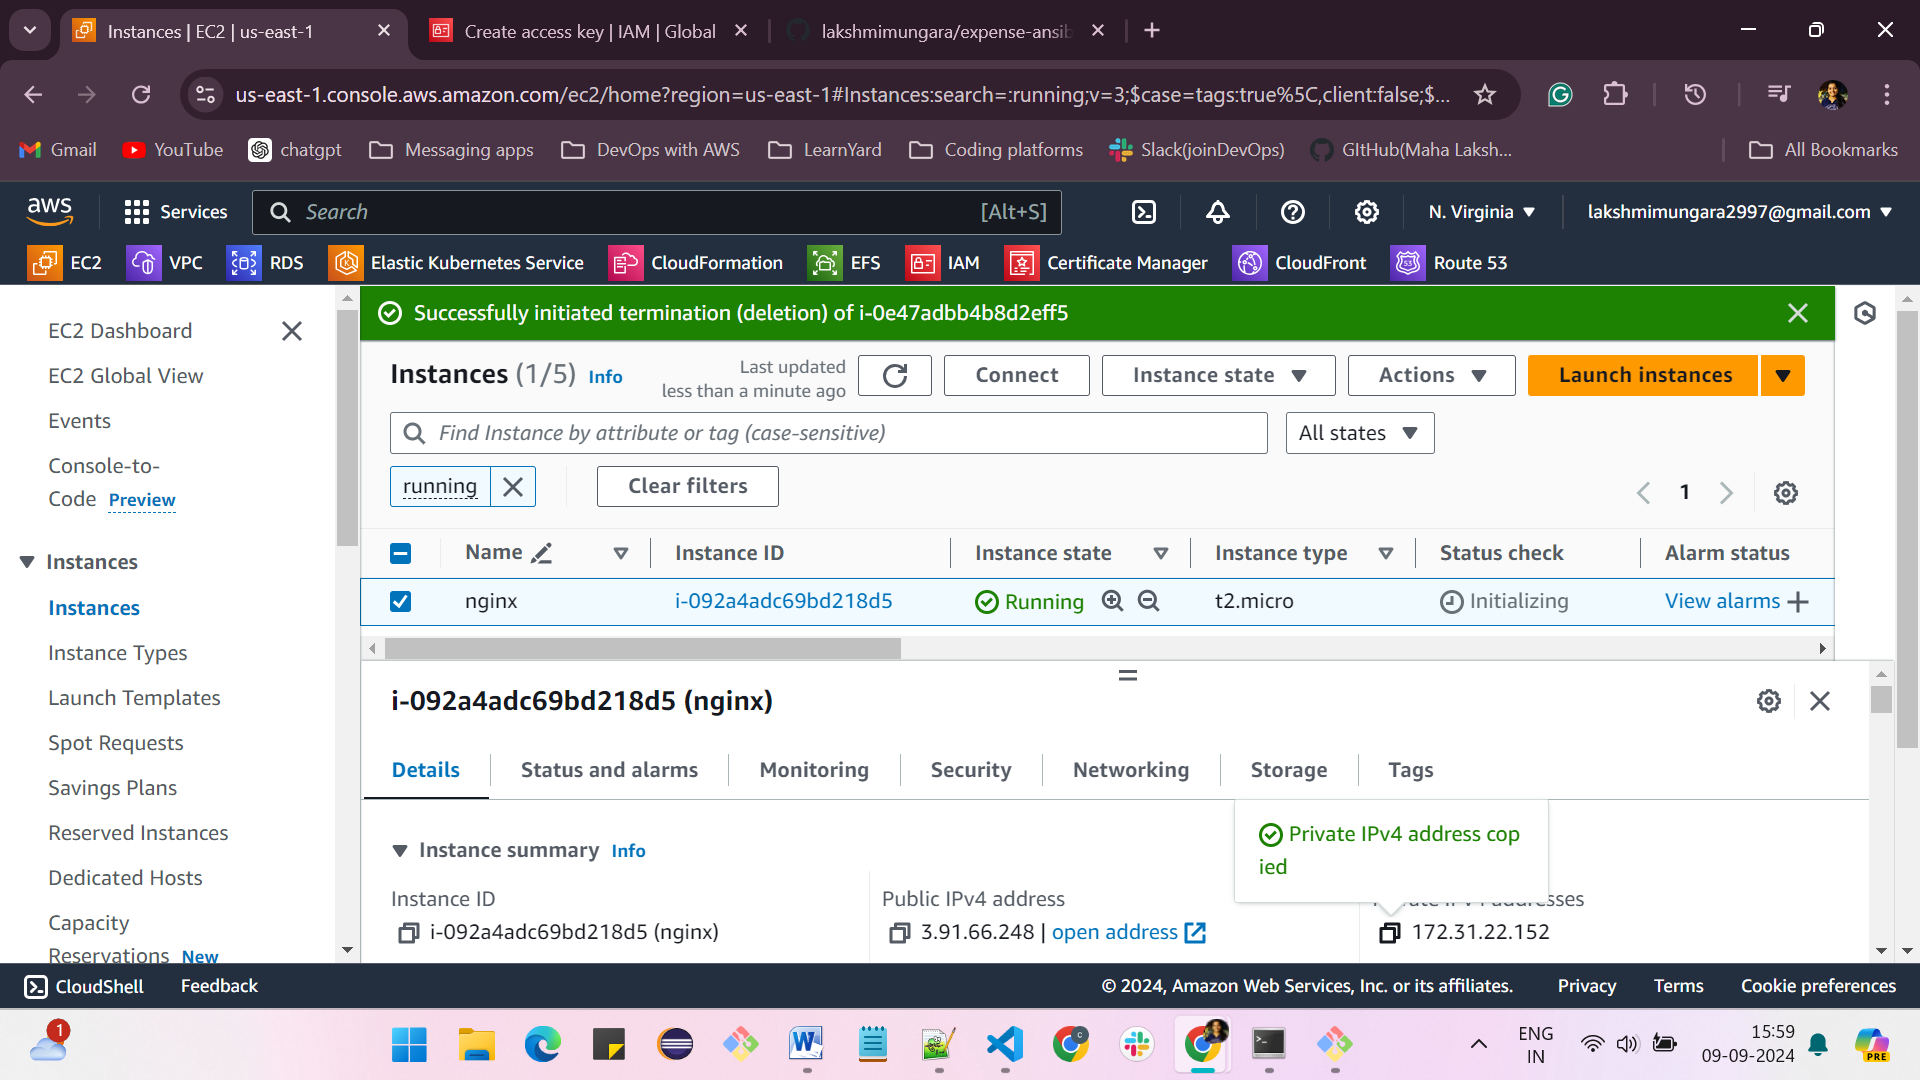 Instances | EC2 | us-east-1
Create access key | IAM | Global
lakshmimungara/expense-ansib
us-east-1.console.aws.amazon.com/ec2/home?region=us-east-1#Instances:search=:running;v=3;$case=tags:true%5C,client:false;$...
Gmail
YouTube
chatgpt
Messaging apps
DevOps with AWS
LearnYard
Coding platforms
Slack(joinDevOps)
GItHub(Maha Laksh...
All Bookmarks
aws
Services
Search
[Alt+S]
N. Virginia
lakshmimungara2997@gmail.com
EC2
VPC
RDS
Elastic Kubernetes Service
CloudFormation
EFS
IAM
Certificate Manager
CloudFront
Route 53
EC2 Dashboard
EC2 Global View
Events
Console-to-
Code Preview
Instances
Instances
Instance Types
Launch Templates
Spot Requests
Savings Plans
Reserved Instances
Dedicated Hosts
Capacity
Reservations New
Successfully initiated termination (deletion) of i-0e47adbb4b8d2eff5
Instances (1/5) Info
Last updated
less than a minute ago
Connect
Instance state
Actions
Launch instances
Find Instance by attribute or tag (case-sensitive)
All states
running
Clear filters
1
Name
Instance ID
Instance state
Instance type
Status check
Alarm status
nginx
i-092a4adc69bd218d5
Running
t2.micro
Initializing
View alarms
i-092a4adc69bd218d5 (nginx)
Details
Status and alarms
Monitoring
Security
Networking
Storage
Tags
Private IPv4 address cop
ied
Instance summary Info
Instance ID
i-092a4adc69bd218d5 (nginx)
Public IPv4 address
3.91.66.248 | open address
addresses
172.31.22.152
CloudShell
Feedback
© 2024, Amazon Web Services, Inc. or its affiliates.
Privacy
Terms
Cookie preferences
1
ENG
IN
15:59
09-09-2024
PRE